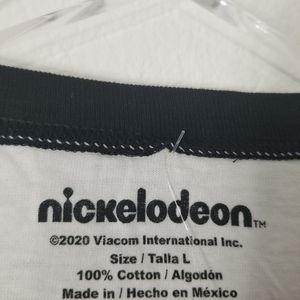 nickelodeon™
©2020 Viacom International Inc.
Size / Talla L
100% Cotton / Algodón
Made in / Hecho en México